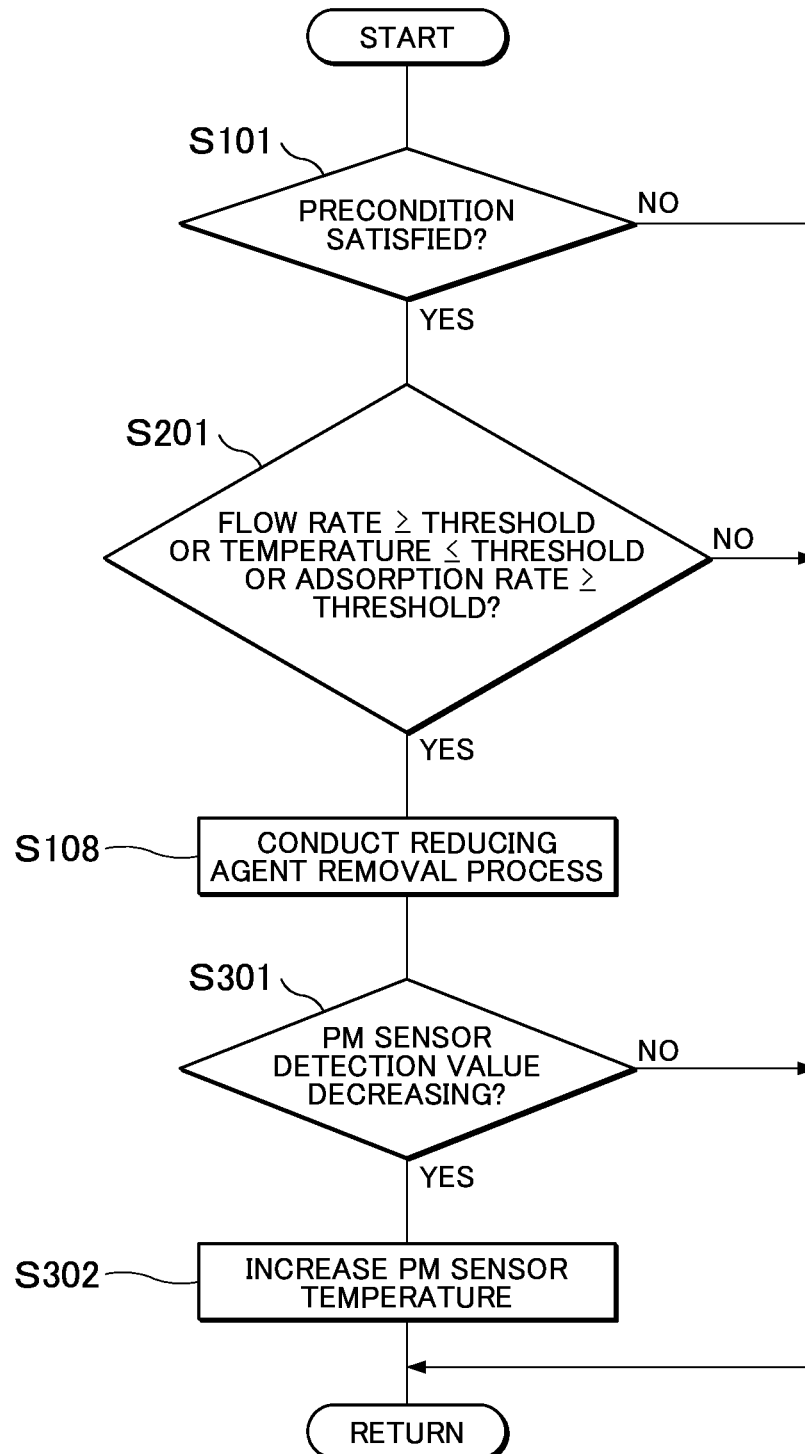 START
S101
PRECONDITION
SATISFIED?
NO
YES
S201
FLOW RATE ≥ THRESHOLD
OR TEMPERATURE ≤ THRESHOLD
OR ADSORPTION RATE ≥
THRESHOLD?
NO
YES
S108
CONDUCT REDUCING
AGENT REMOVAL PROCESS
S301
PM SENSOR
DETECTION VALUE
DECREASING?
NO
YES
S302
INCREASE PM SENSOR
TEMPERATURE
RETURN